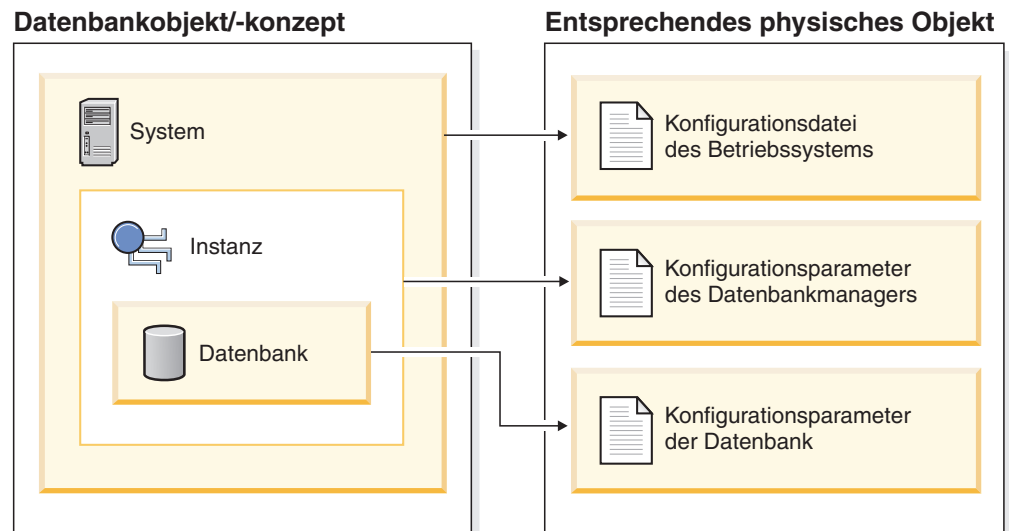 Datenbankobjekt/-konzept
Entsprechendes physisches Objekt
System
Konfigurationsdatei
des Betriebssystems
Instanz
Konfigurationsparameter
des Datenbankmanagers
Datenbank
Konfigurationsparameter
der Datenbank